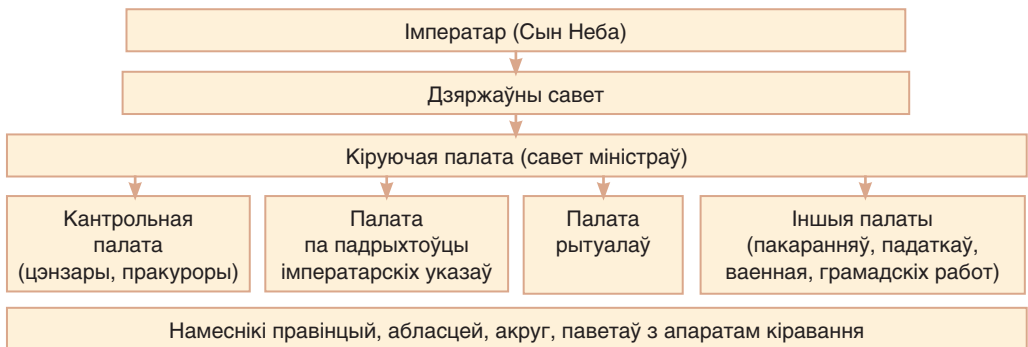 Імператар (Сын Неба)
Дзяржаўны савет
Кіруючая палата (савет міністраў)
Кантрольная
палата
(цэнзары, пракуроры)
Палата
па падрыхтоўцы
імператарскіх указаў
Палата
рытуалаў
Іншыя палаты
(пакаранняў, падаткаў,
ваенная, грамадскіх работ)
Намеснікі правінцый, абласцей, акруг, паветаў з апаратам кіравання